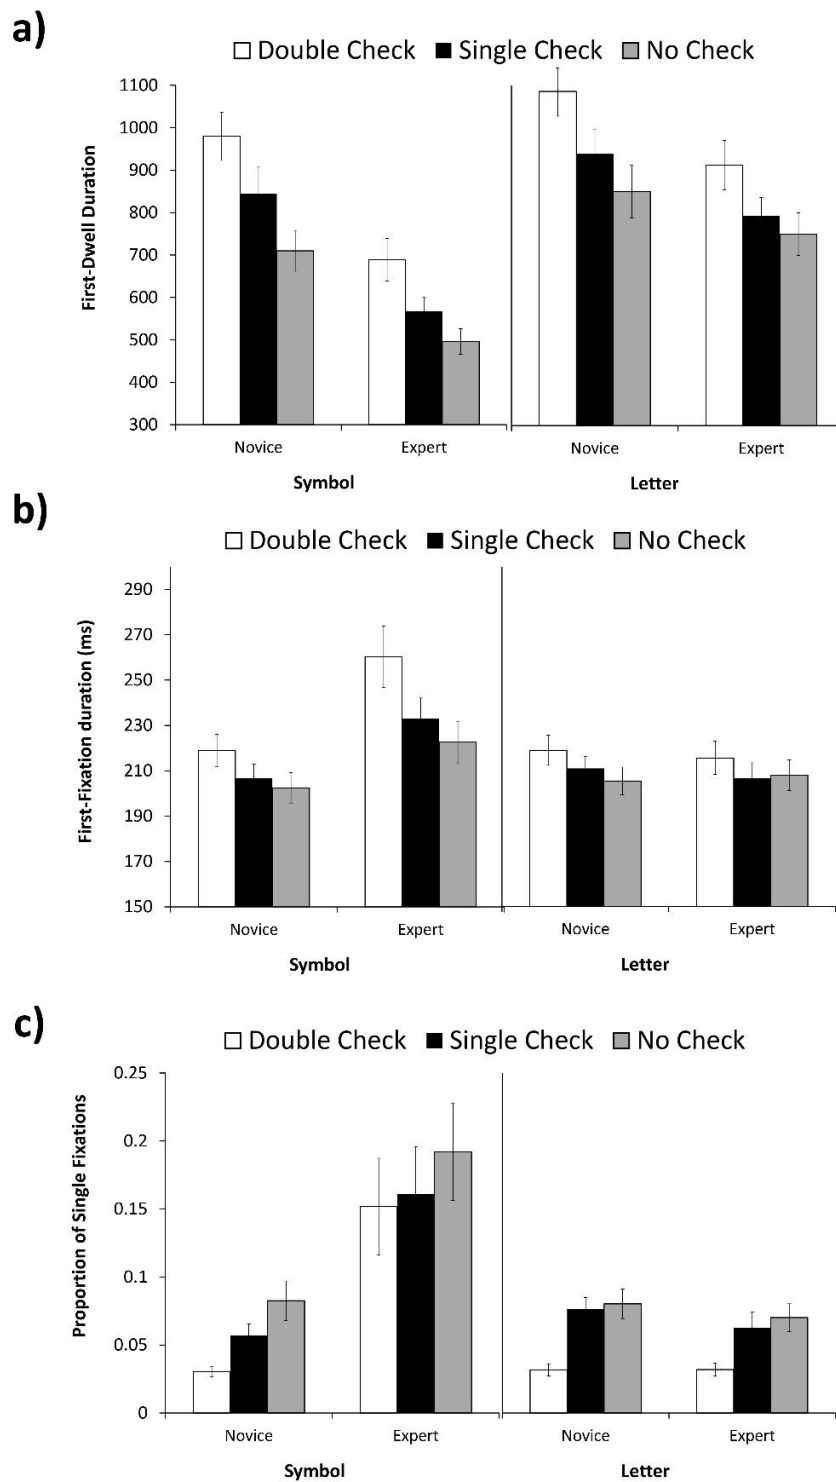 a)
Double Check Single Check No Check
1100
1000
900
800
700
600
500
400
300
First-Dwell Duration
Novice Expert Novice Expert
Symbol Letter
b)
Double Check Single Check No Check
290
270
250
230
210
190
170
150
First-Fixation duration (ms)
Novice Expert Novice Expert
Symbol Letter
c)
Double Check Single Check No Check
0.25
0.2
0.15
0.1
0.05
0
Proportion of Single Fixations
Novice Expert Novice Expert
Symbol Letter